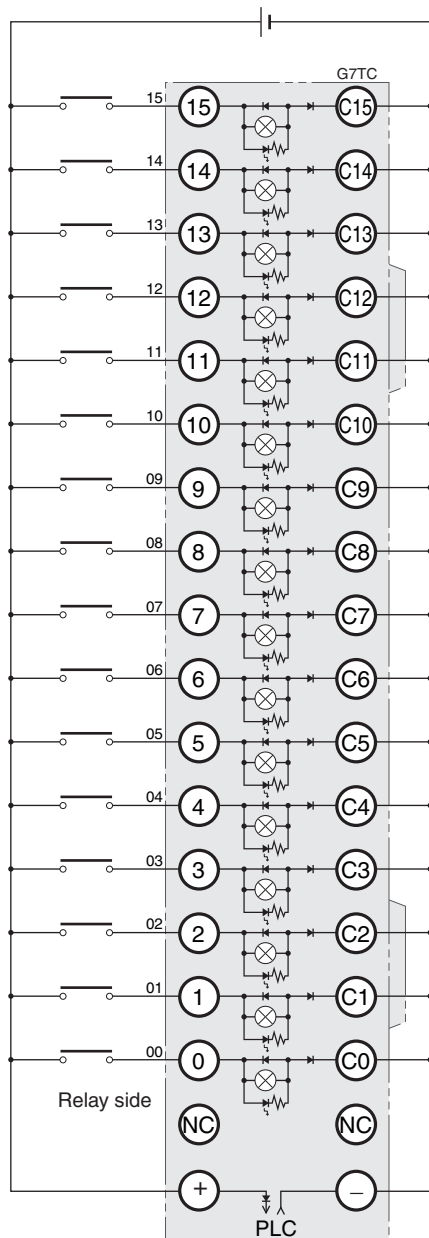 G7TC
15 15 C15
14 14 C14
13 13 C13
12 12 C12
11 11 C11
10 10 C10
09 9 C9
08 8 C8
07 7 C7
06 6 C6
05 5 C5
04 4 C4
03 3 C3
02 2 C2
01 1 C1
00 0 C0
Relay side
NC NC
+ −
PLC